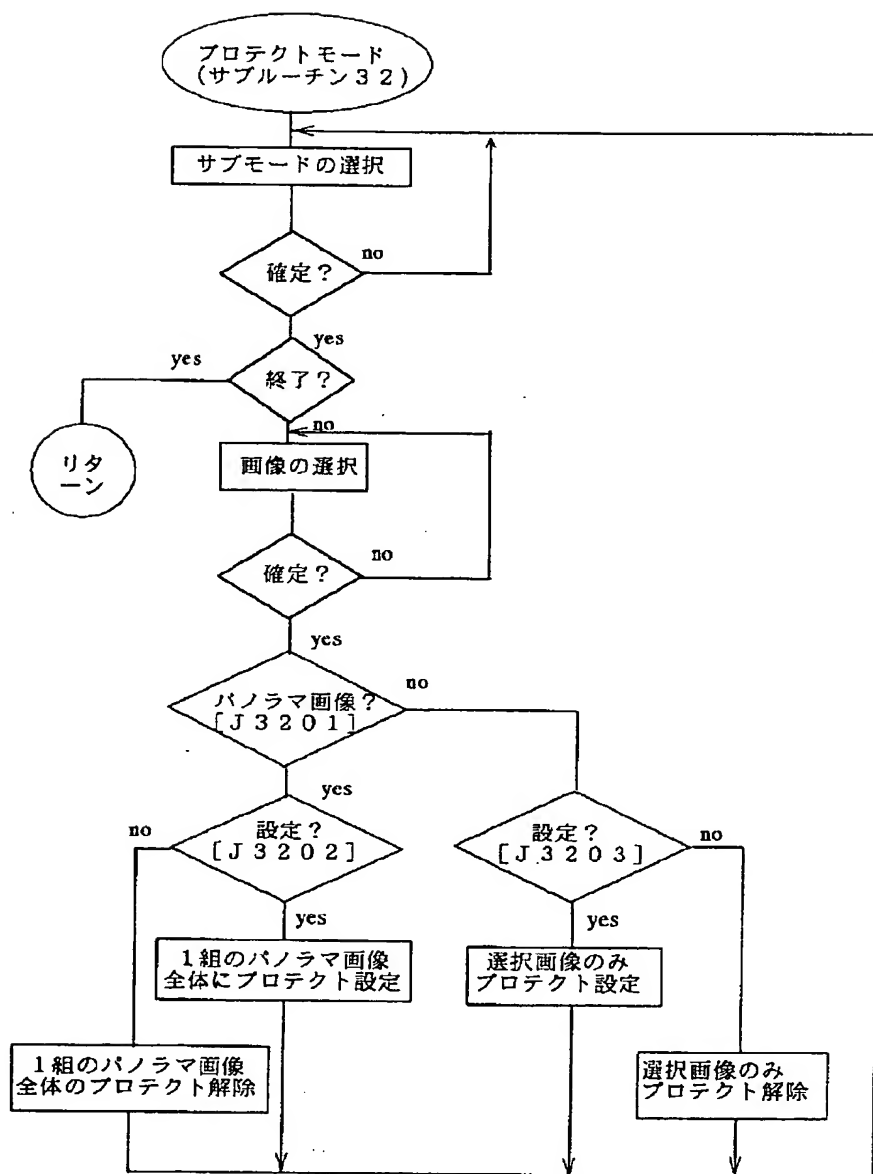 プロテクトモード
(サブルーチン32)
サブモードの選択
確定?
no
yes
終了?
yes
no
リタ
ーン
画像の選択
確定?
no
yes
パノラマ画像?
[J3201]
no
yes
設定?
[J3202]
no
yes
設定?
[J3203]
no
yes
1組のパノラマ画像
全体にプロテクト設定
選択画像のみ
プロテクト設定
1組のパノラマ画像
全体のプロテクト解除
選択画像のみ
プロテクト解除